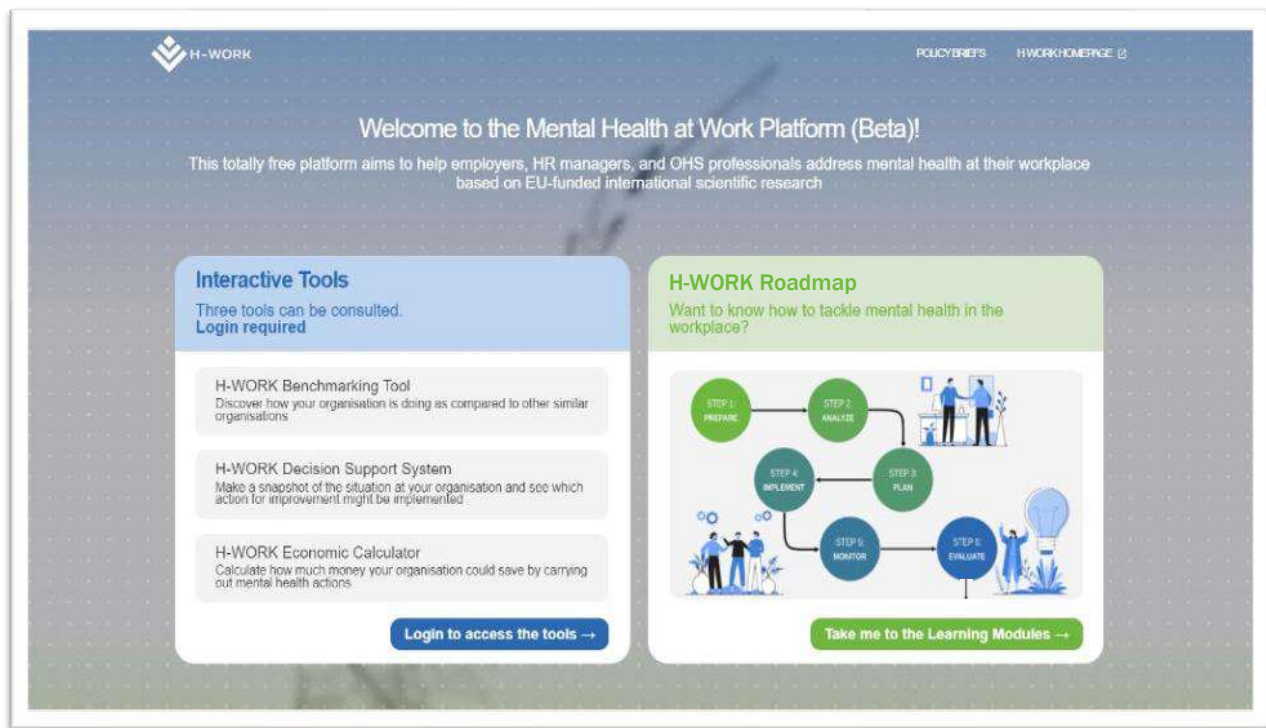 H-WORK
POLICY BRIEFS
H WORK HOMEPAGE
Welcome to the Mental Health at Work Platform (Beta)!
This totally free platform aims to help employers, HR managers, and OHS professionals address mental health at their workplace
based on EU-funded international scientific research
Interactive Tools
Three tools can be consulted.
Login required
H-WORK Benchmarking Tool
Discover how your organisation is doing as compared to other similar
organisations
H-WORK Decision Support System
Make a snapshot of the situation at your organisation and see which
action for improvement might be implemented
H-WORK Economic Calculator
Calculate how much money your organisation could save by carrying
out mental health actions
Login to access the tools →
H-WORK Roadmap
Want to know how to tackle mental health in the
workplace?
STEP 1:
PREPARE
STEP 2:
ANALYZE
STEP 3:
PLAN
STEP 4:
IMPLEMENT
STEP 5:
MONITOR
STEP 6:
EVALUATE
Take me to the Learning Modules →